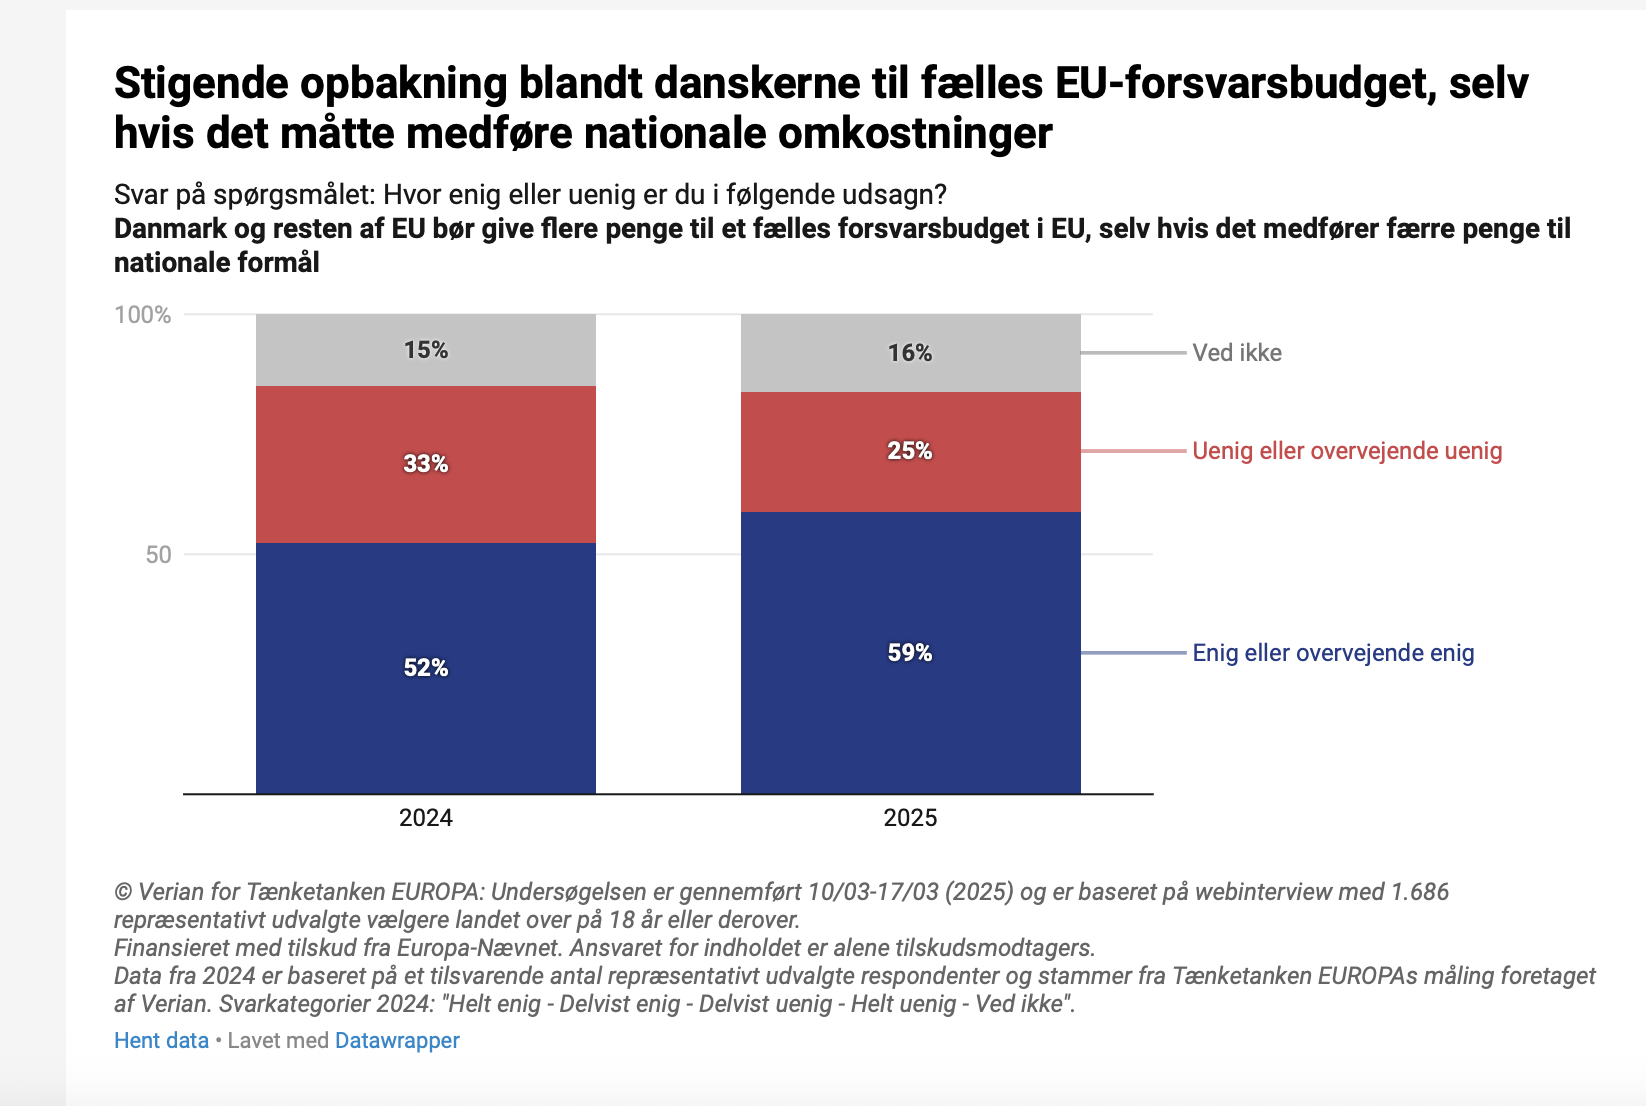 Stigende opbakning blandt danskerne til fælles EU-forsvarsbudget, selv
hvis det måtte medføre nationale omkostninger
Svar på spørgsmålet: Hvor enig eller uenig er du i følgende udsagn?
Danmark og resten af EU bør give flere penge til et fælles forsvarsbudget i EU, selv hvis det medfører færre penge til
nationale formål
100%
15%
16%
Ved ikke
33%
25%
Uenig eller overvejende uenig
50
52%
59%
Enig eller overvejende enig
2024
2025
© Verian for Tænketanken EUROPA: Undersøgelsen er gennemført 10/03-17/03 (2025) og er baseret på webinterview med 1.686
repræsentativt udvalgte vælgere landet over på 18 år eller derover.
Finansieret med tilskud fra Europa-Nævnet. Ansvaret for indholdet er alene tilskudsmodtagers.
Data fra 2024 er baseret på et tilsvarende antal repræsentativt udvalgte respondenter og stammer fra Tænketanken EUROPAs måling foretaget
af Verian. Svarkategorier 2024: "Helt enig - Delvist enig - Delvist uenig - Helt uenig - Ved ikke".
Hent data • Lavet med Datawrapper